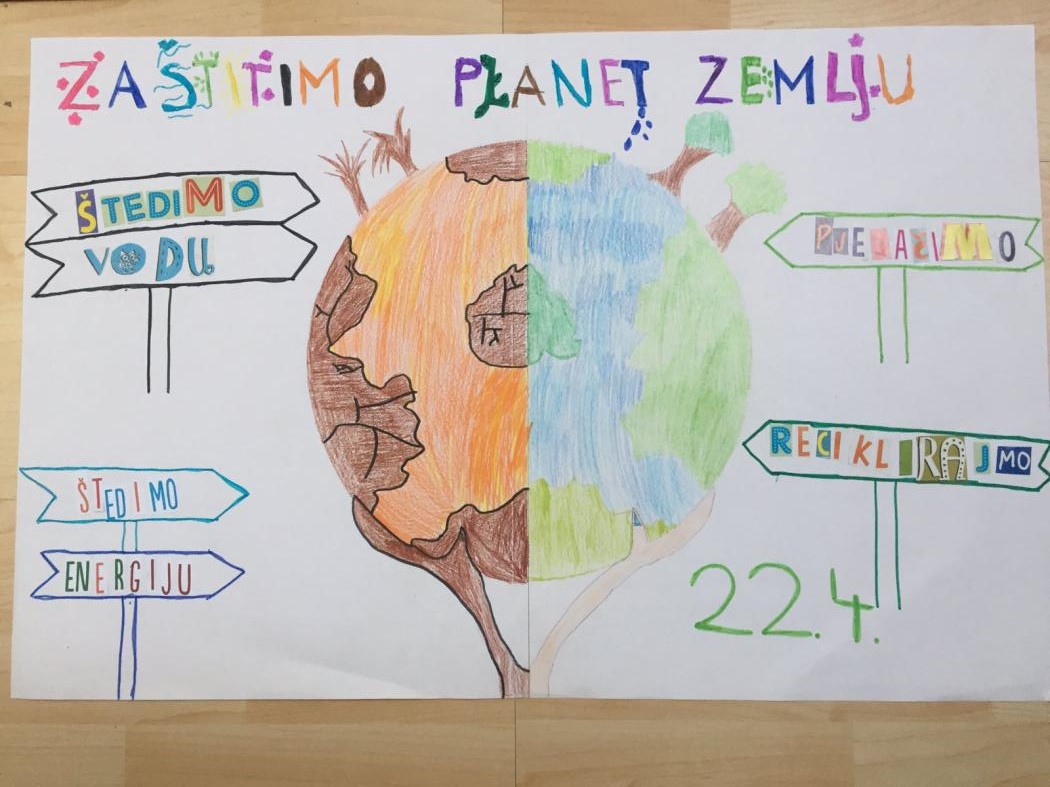 ZAŠTITIMO PLANET ZEMLJU
ŠTEDIMO
VODU
PJEŠAČIMO
RECIKLIRAJMO
ŠTEDIMO
ENERGIJU
22.4.